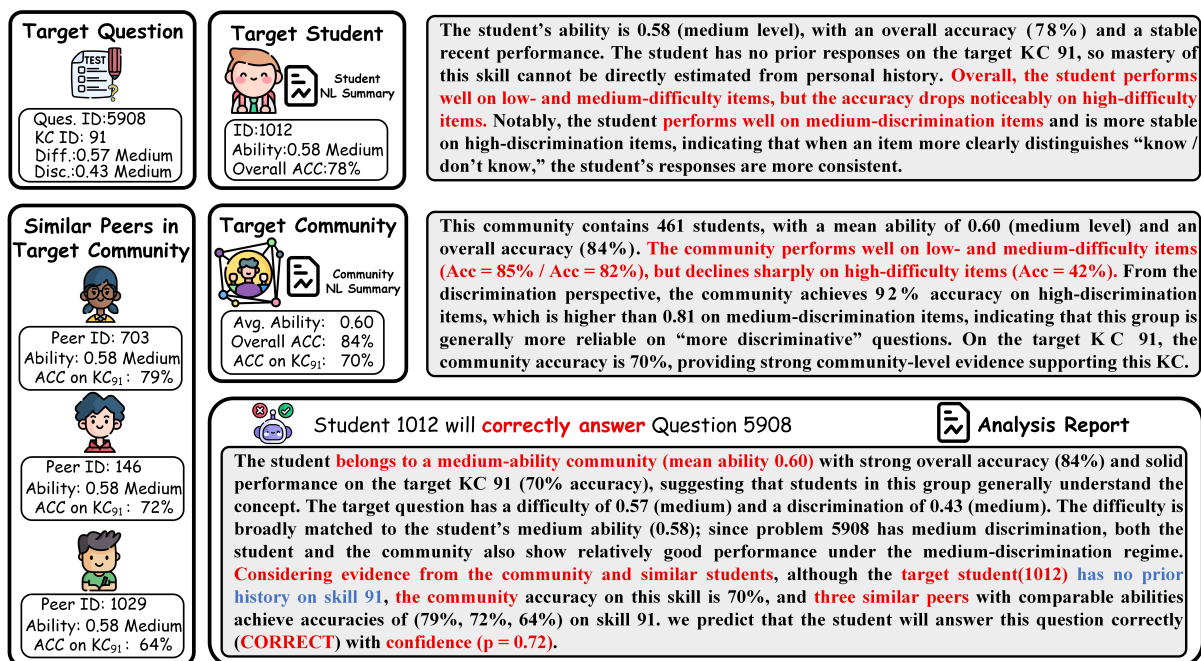 Target Question
TEST
Ques. ID:5908
KC ID: 91
Diff.:0.57 Medium
Disc.:0.43 Medium
Target Student
Student
NL Summary
ID:1012
Ability:0.58 Medium
Overall ACC:78%
The student's ability is 0.58 (medium level), with an overall accuracy (78%) and a stable
recent performance. The student has no prior responses on the target KC 91, so mastery of
this skill cannot be directly estimated from personal history. Overall, the student performs
well on low- and medium-difficulty items, but the accuracy drops noticeably on high-difficulty
items. Notably, the student performs well on medium-discrimination items and is more stable
on high-discrimination items, indicating that when an item more clearly distinguishes “know /
don't know,” the student's responses are more consistent.
Similar Peers in
Target Community
Peer ID: 703
Ability: 0.58 Medium
ACC on KC₉₁: 79%
Peer ID: 146
Ability: 0.58 Medium
ACC on KC₉₁: 72%
Peer ID: 1029
Ability: 0.58 Medium
ACC on KC₉₁: 64%
Target Community
Community
NL Summary
Avg. Ability: 0.60
Overall ACC: 84%
ACC on KC₉₁: 70%
This community contains 461 students, with a mean ability of 0.60 (medium level) and an
overall accuracy (84%). The community performs well on low- and medium-difficulty items
(Acc = 85% / Acc = 82%), but declines sharply on high-difficulty items (Acc = 42%). From the
discrimination perspective, the community achieves 92% accuracy on high-discrimination
items, which is higher than 0.81 on medium-discrimination items, indicating that this group is
generally more reliable on “more discriminative” questions. On the target KC 91, the
community accuracy is 70%, providing strong community-level evidence supporting this KC.
Student 1012 will correctly answer Question 5908
Analysis Report
The student belongs to a medium-ability community (mean ability 0.60) with strong overall accuracy (84%) and solid
performance on the target KC 91 (70% accuracy), suggesting that students in this group generally understand the
concept. The target question has a difficulty of 0.57 (medium) and a discrimination of 0.43 (medium). The difficulty is
broadly matched to the student's medium ability (0.58); since problem 5908 has medium discrimination, both the
student and the community also show relatively good performance under the medium-discrimination regime.
Considering evidence from the community and similar students, although the target student(1012) has no prior
history on skill 91, the community accuracy on this skill is 70%, and three similar peers with comparable abilities
achieve accuracies of (79%, 72%, 64%) on skill 91. we predict that the student will answer this question correctly
(CORRECT) with confidence (p = 0.72).